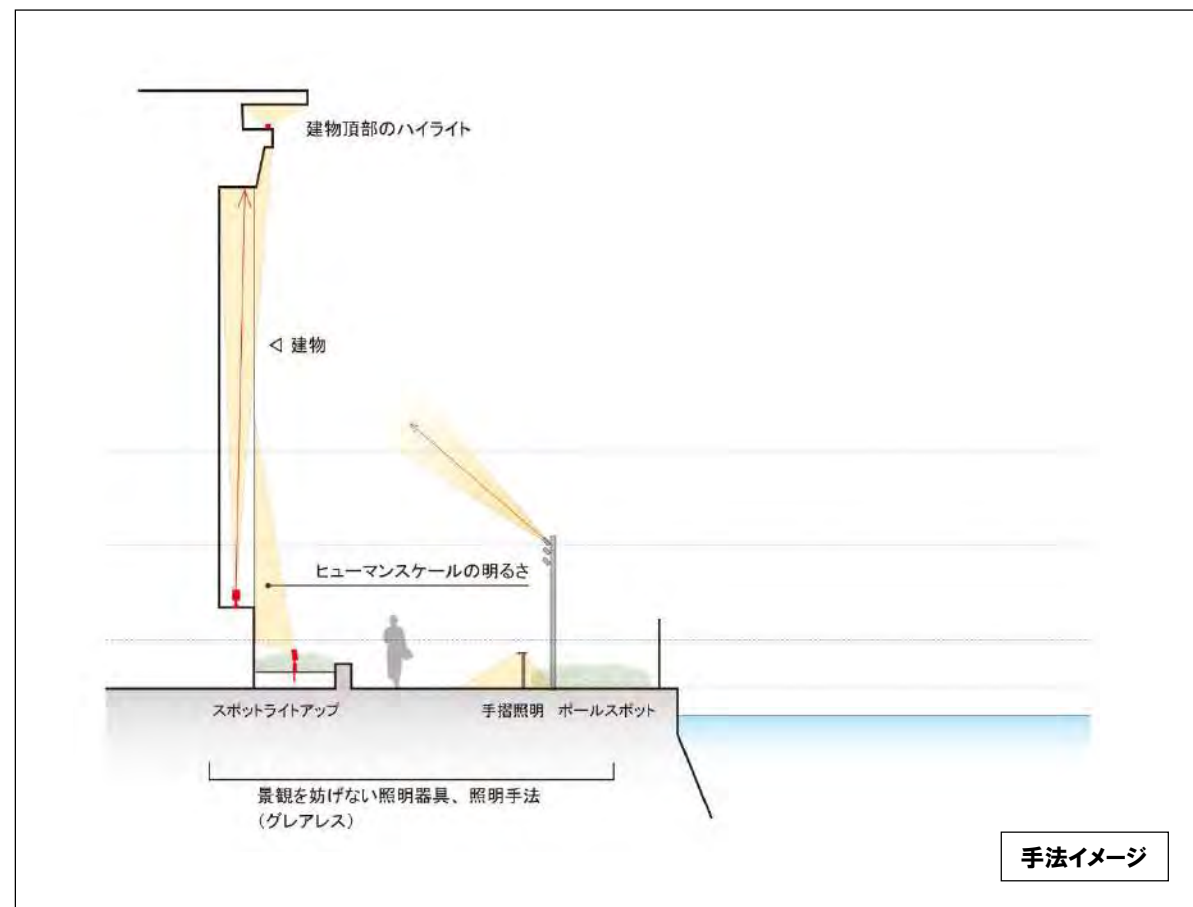 建物頂部のハイライト
◁ 建物
ヒューマンスケールの明るさ
スポットライトアップ
手摺照明
ポールスポット
景観を妨げない照明器具、照明手法
(グレアレス)
手法イメージ